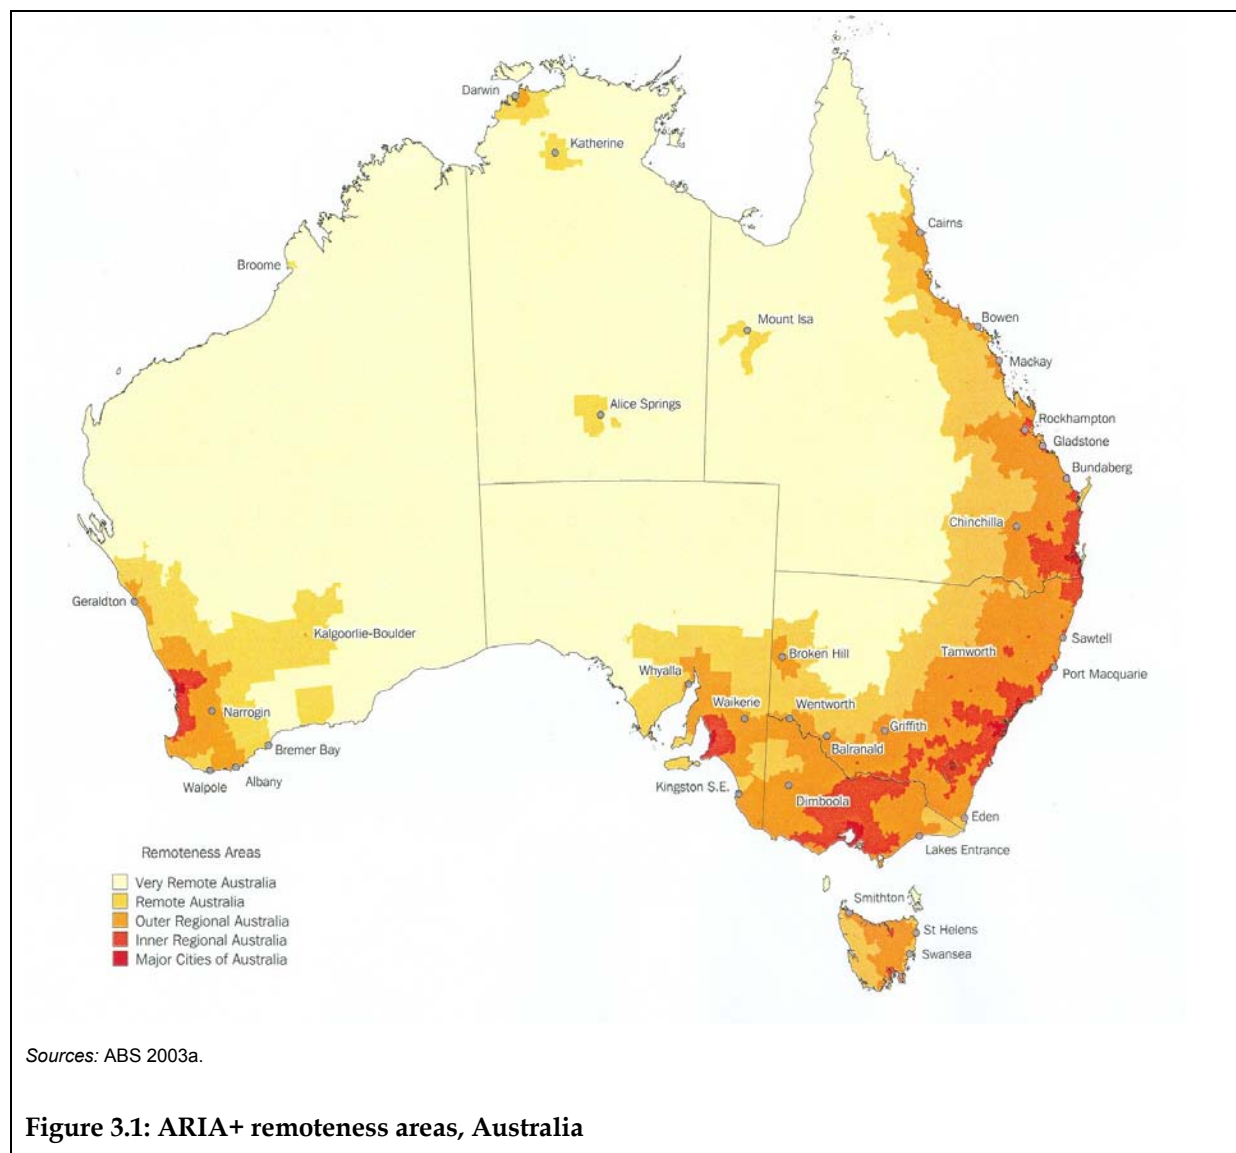 Darwin
Katherine
Cairns
Broome
Mount Isa
Bowen
Mackay
Alice Springs
Rockhampton
Gladstone
Bundaberg
Chinchilla
Geraldton
Kalgoorlie-Boulder
Sawtell
Tamworth
Broken Hill
Port Macquarie
Whyalla
Waikerie
Wentworth
Narrogin
Griffith
Bremer Bay
Balranald
Albany
Walpole
Kingston S.E.
Dimboola
Eden
Lakes Entrance
Remoteness Areas
Very Remote Australia
Remote Australia
Outer Regional Australia
Inner Regional Australia
Major Cities of Australia
Smithton
St Helens
Swansea
Sources: ABS 2003a.
Figure 3.1: ARIA+ remoteness areas, Australia